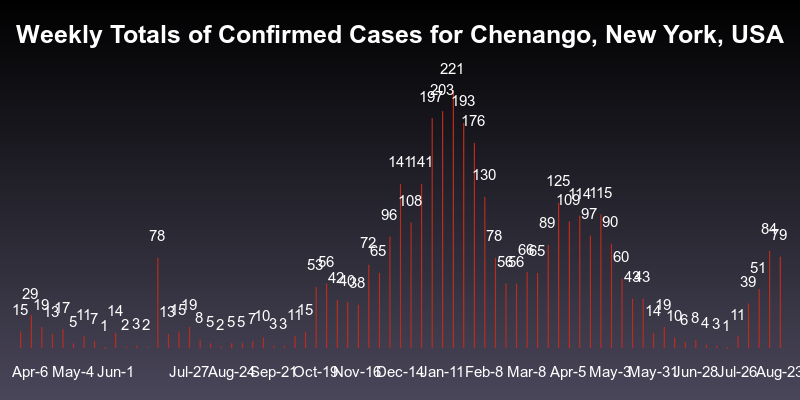 Weekly Totals of Confirmed Cases for Chenango, New York, USA
15 29 19 13 17 5 11 7 1 14 2 3 2 78 13 15 19 8 5 2 5 5 7 10 3 3 11 15 53 56 42 40 38 72 65 96 141 108 141 197 203 221 193 176 130 78 56 56 66 65 89 125 109 114 97 115 90 60 43 43 14 19 10 6 8 4 3 1 11 39 51 84 79
Apr-6 May-4 Jun-1 Jul-27 Aug-24 Sep-21 Oct-19 Nov-16 Dec-14 Jan-11 Feb-8 Mar-8 Apr-5 May-3 May-31 Jun-28 Jul-26 Aug-23